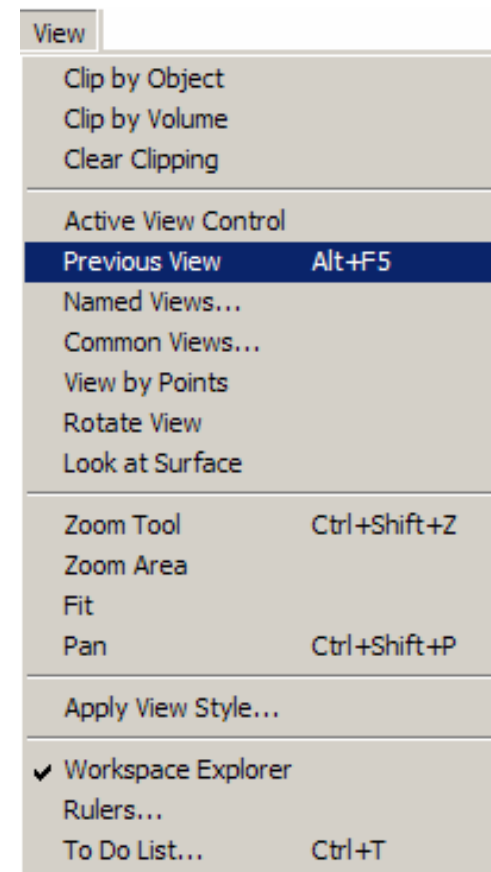 View
Clip by Object
Clip by Volume
Clear Clipping
Active View Control
Previous View Alt+F5
Named Views...
Common Views...
View by Points
Rotate View
Look at Surface
Zoom Tool Ctrl+Shift+Z
Zoom Area
Fit
Pan Ctrl+Shift+P
Apply View Style...
Workspace Explorer
Rulers...
To Do List... Ctrl+T